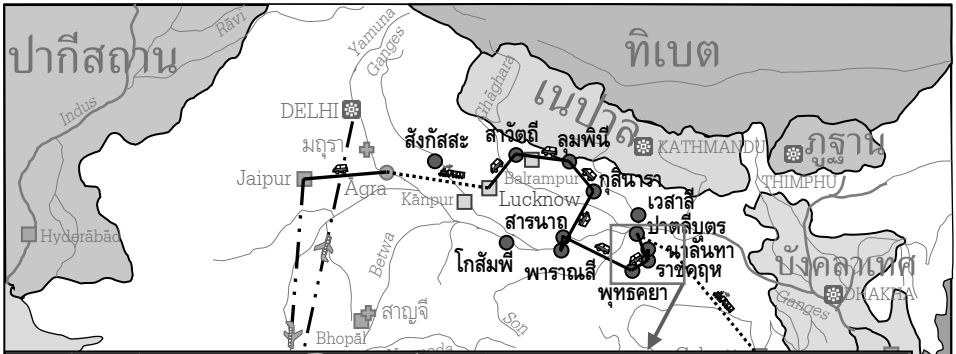 ปากีสถาน
Rāvi
Yamuna
Ganges
Ghāghara
ทิเบต
Indus
เนปาล
DELHI
มถุรา
สังกัสสะ
สาวัตถี
ลุมพินี
KATHMANDU
ภูฐาน
THIMPHU
Jaipur
Agra
Balrampur
Lucknow
Kānpur
กุสินารา
เวสาลี
ปาตลีบุตร
นาลันทา
ราชคฤห
Hyderābād
สารนาถ
บังคลาเทศ
Betwa
โกสัมพี
พาราณสี
พุทธคยา
DHAKHA
Ganges
สาญจี
Son
Bhopāl